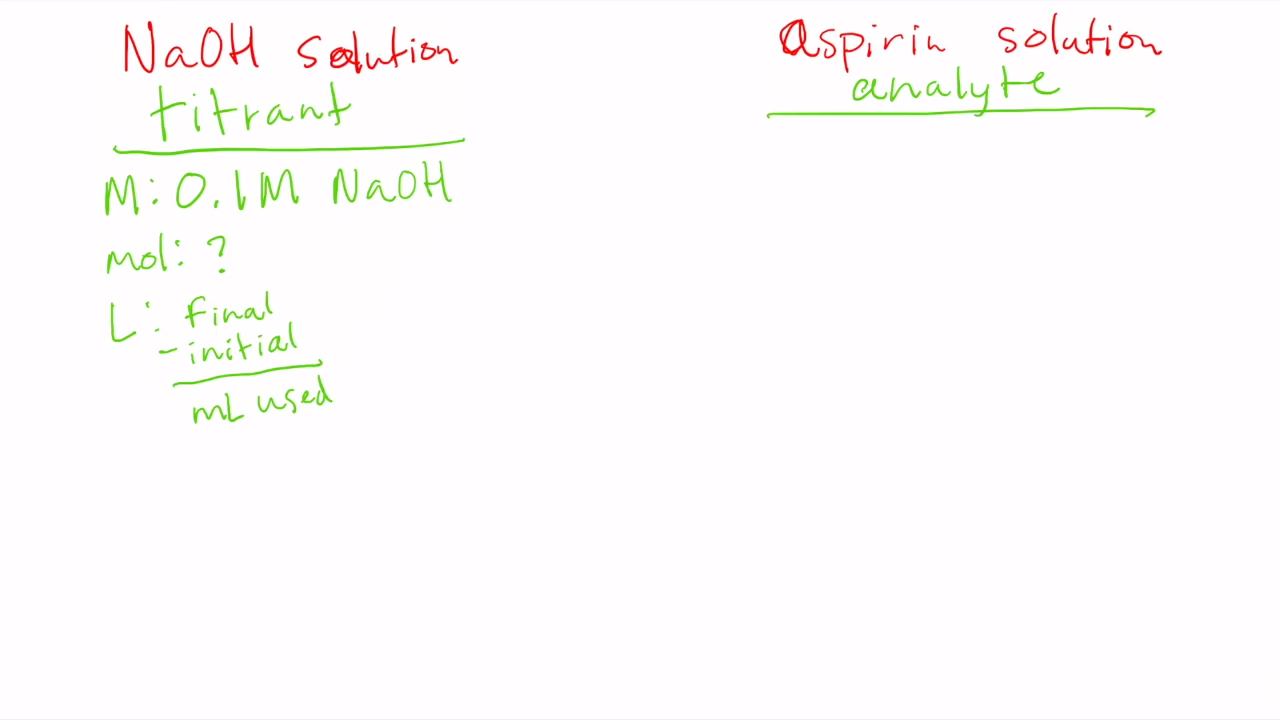 NaOH solution
titrant
M: 0.1M NaOH
mol: ?
L: final
- initial
mL used
Aspirin solution
analyte